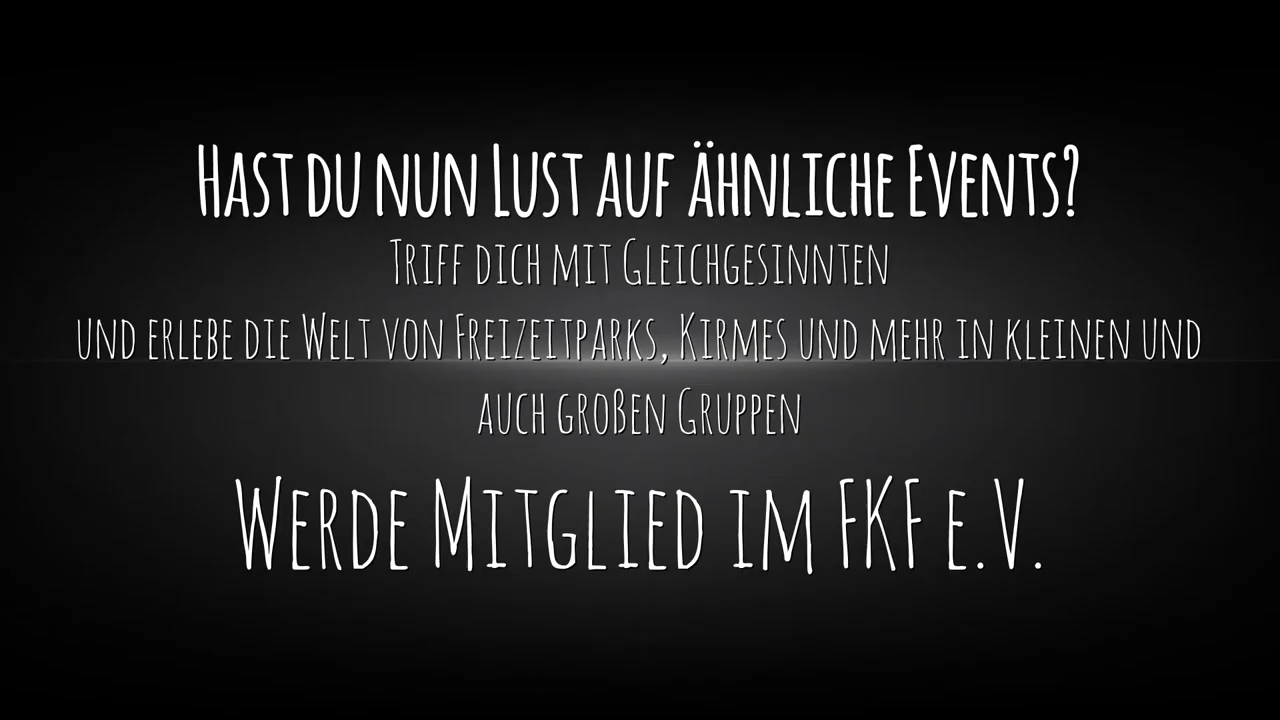 Hast du nun Lust auf ähnliche Events?
Triff dich mit Gleichgesinnten
und erlebe die Welt von Freizeitparks, Kirmes und mehr in kleinen und
auch großen Gruppen
Werde Mitglied im FKF e.V.